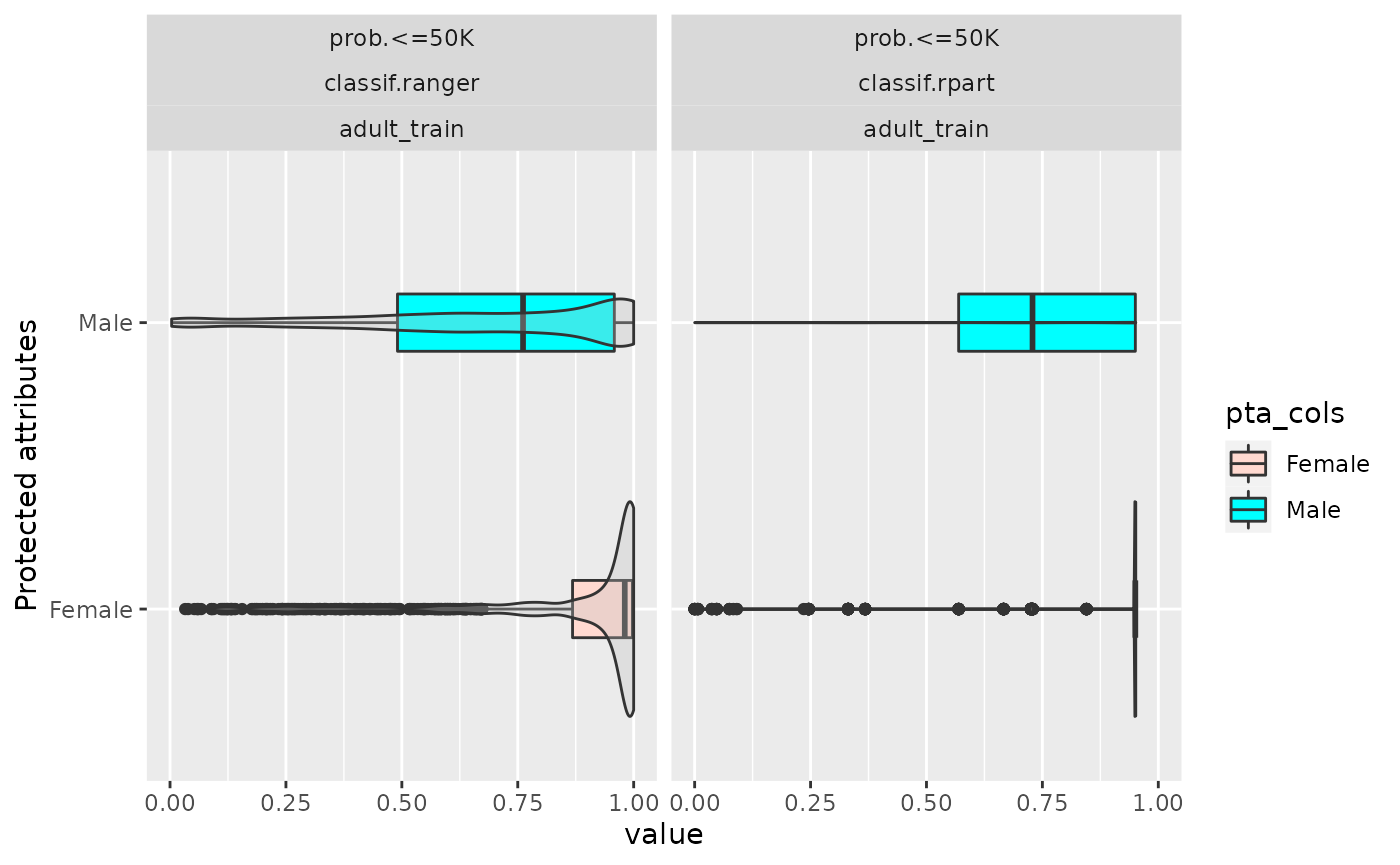 prob.<=50K
classif.ranger
adult_train
prob.<=50K
classif.rpart
adult_train
Protected attributes
Male
Female
0.00 0.25 0.50 0.75 1.00
0.00 0.25 0.50 0.75 1.00
value
pta_cols
Female
Male